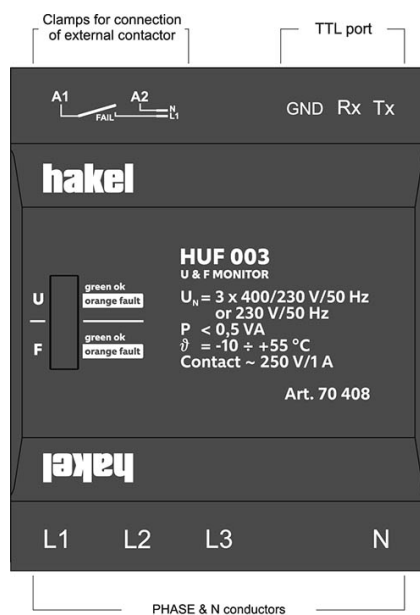 Clamps for connection
of external contactor
TTL port
A1 A2
FAIL
N
L1
GND Rx Tx
hakel
HUF 003
U & F MONITOR
U green ok
orange fault
F green ok
orange fault
UN = 3 x 400/230 V/50 Hz
or 230 V/50 Hz
P < 0,5 VA
ϑ = -10 ÷ +55 °C
Contact ~ 250 V/1 A
Art. 70 408
hakel
L1 L2 L3 N
PHASE & N conductors